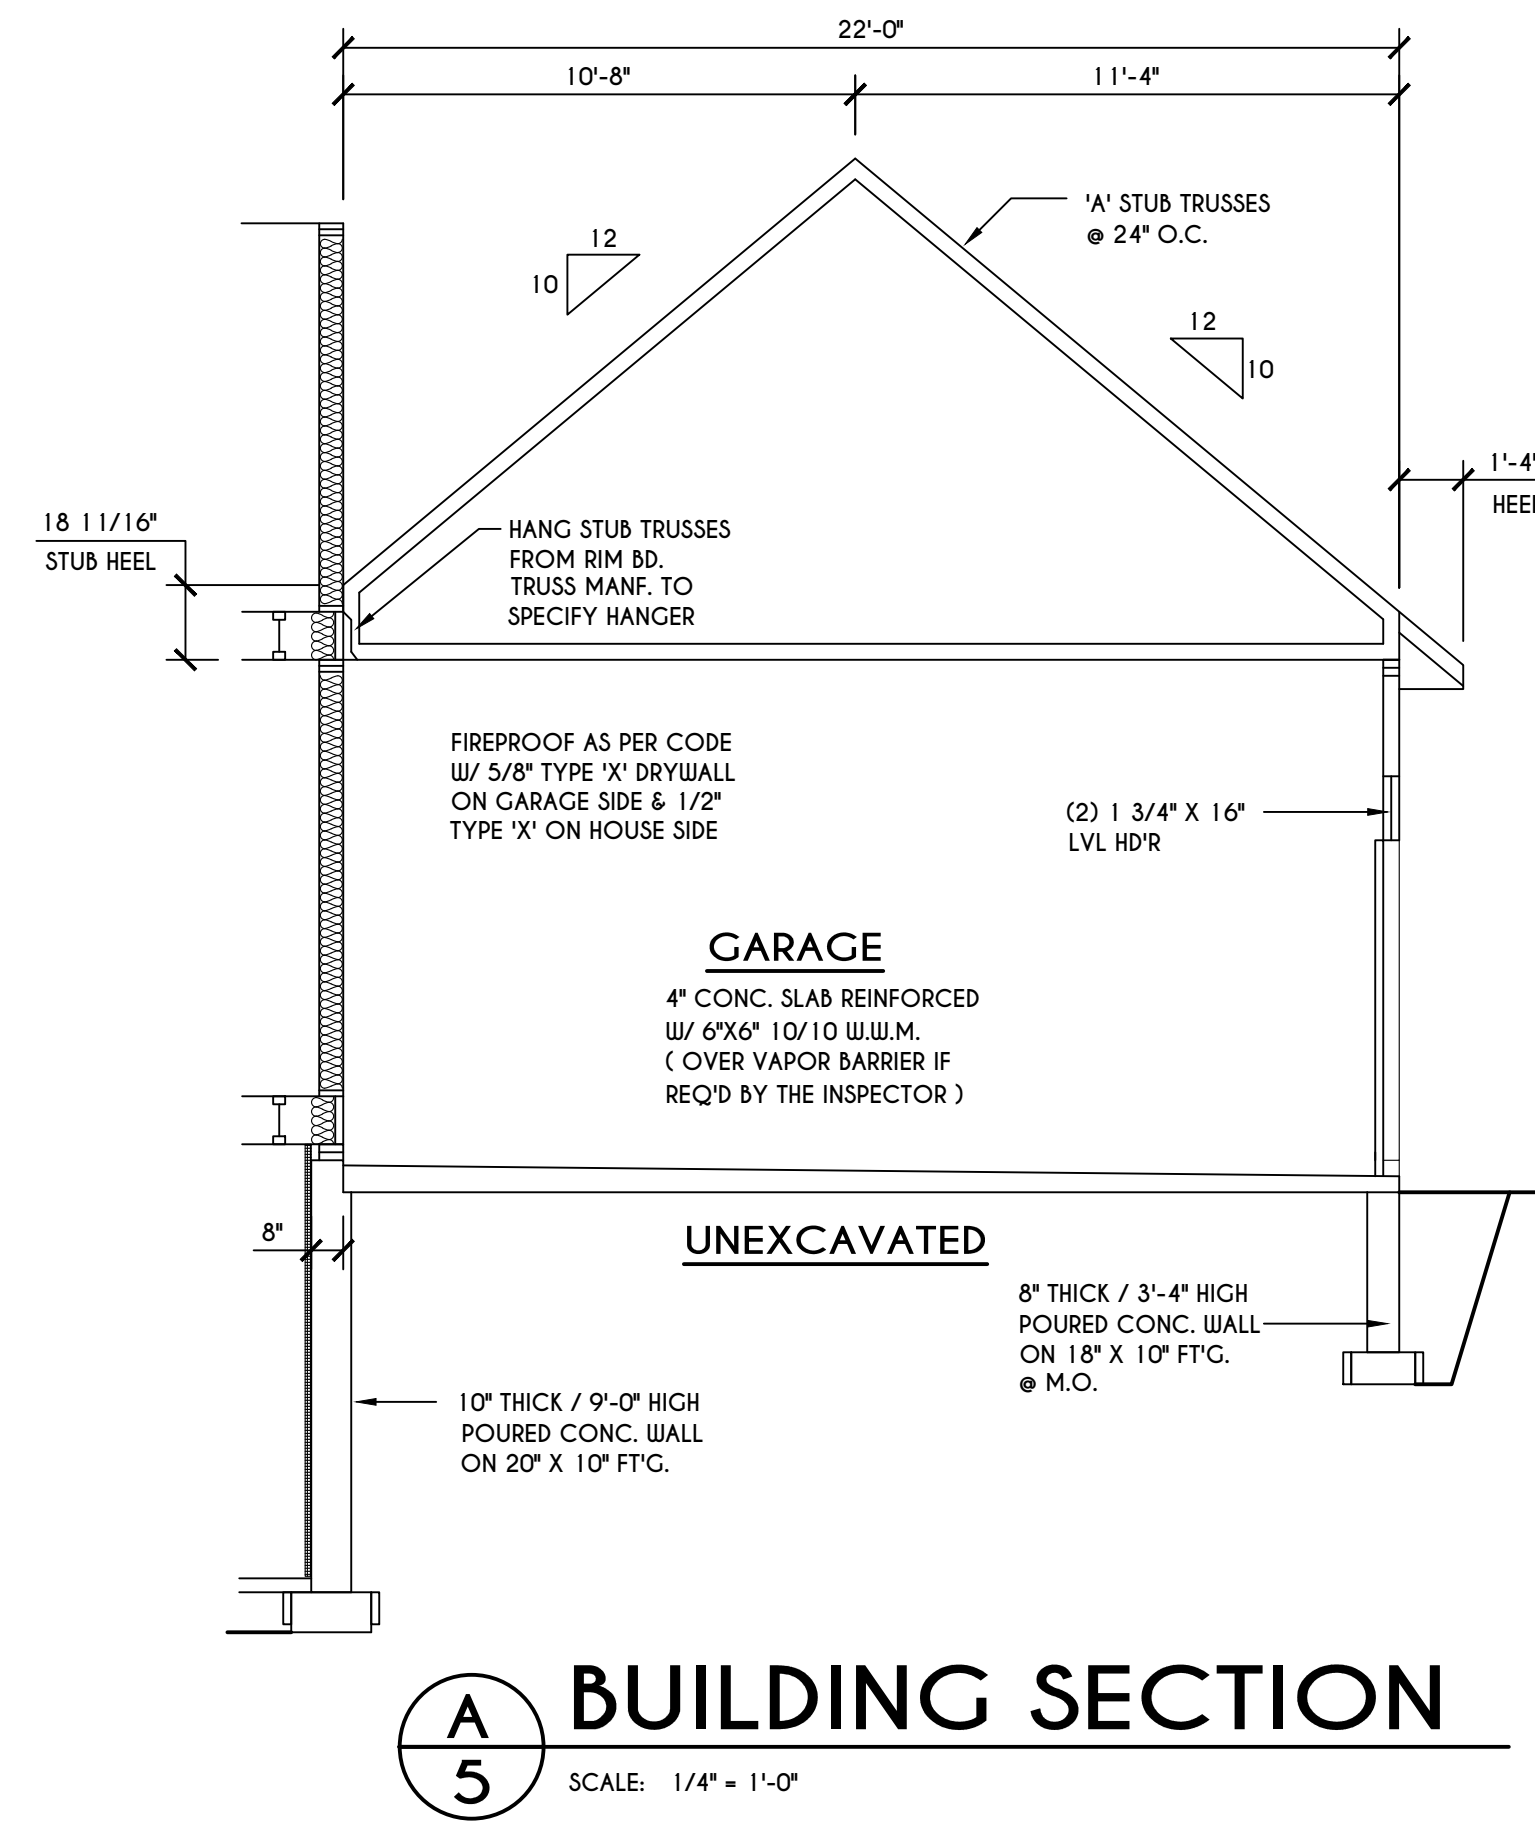 22'-0"
10'-8"
11'-4"
'A' STUB TRUSSES
@ 24" O.C.
12
10
12
10
1'-4"
18 11/16"
STUB HEEL
HANG STUB TRUSSES
FROM RIM BD.
TRUSS MANF. TO
SPECIFY HANGER
FIREPROOF AS PER CODE
W/ 5/8" TYPE 'X' DRYWALL
ON GARAGE SIDE & 1/2"
TYPE 'X' ON HOUSE SIDE
(2) 1 3/4" X 16"
LVL HD'R
GARAGE
4" CONC. SLAB REINFORCED
W/ 6"X6" 10/10 W.W.M.
( OVER VAPOR BARRIER IF
REQ'D BY THE INSPECTOR )
8"
UNEXCAVATED
8" THICK / 3'-4" HIGH
POURED CONC. WALL
ON 18" X 10" FT'G.
@ M.O.
10" THICK / 9'-0" HIGH
POURED CONC. WALL
ON 20" X 10" FT'G.
A
5
BUILDING SECTION
SCALE: 1/4" = 1'-0"